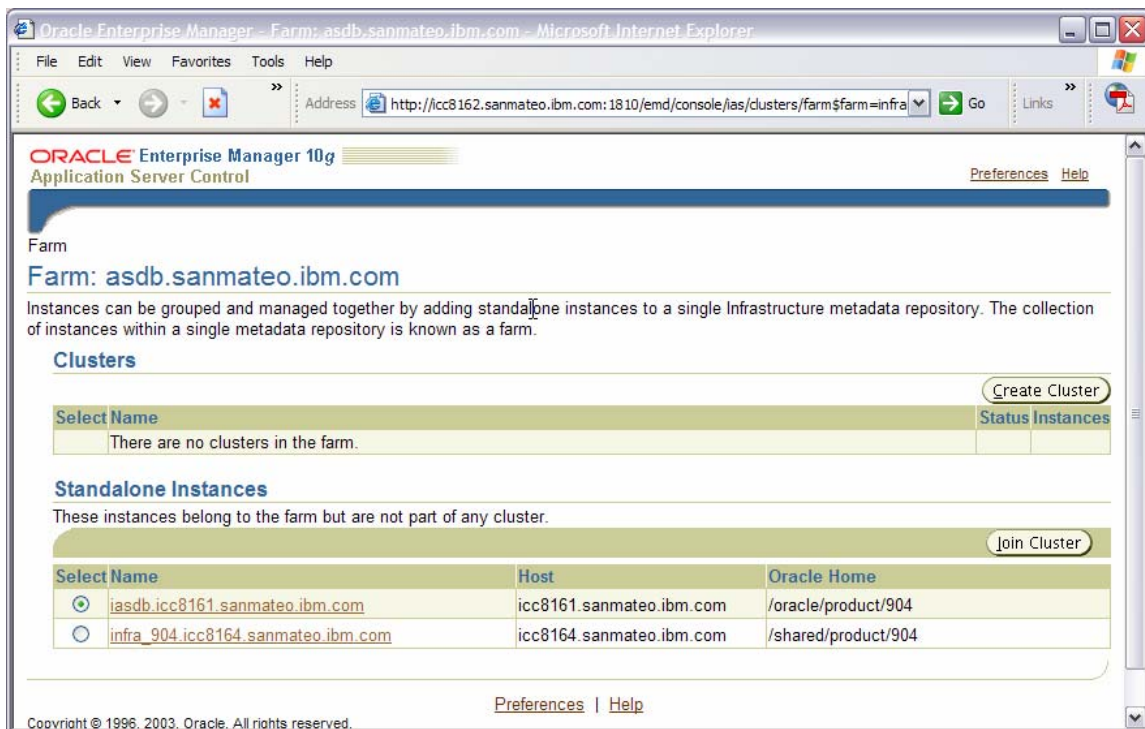 Oracle Enterprise Manager - Farm: asdb.sanmateo.ibm.com - Microsoft Internet Explorer
File Edit View Favorites Tools Help
Back » Address http://icc8162.sanmateo.ibm.com:1810/emd/console/ias/clusters/farm$farm=infra Go Links »
ORACLE Enterprise Manager 10g
Application Server Control
Preferences Help
Farm
Farm: asdb.sanmateo.ibm.com
Instances can be grouped and managed together by adding standalone instances to a single Infrastructure metadata repository. The collection
of instances within a single metadata repository is known as a farm.
Clusters
Create Cluster
Select Name Status Instances
There are no clusters in the farm.
Standalone Instances
These instances belong to the farm but are not part of any cluster.
Join Cluster
Select Name Host Oracle Home
iasdb.icc8161.sanmateo.ibm.com icc8161.sanmateo.ibm.com /oracle/product/904
infra_904.icc8164.sanmateo.ibm.com icc8164.sanmateo.ibm.com /shared/product/904
Preferences | Help
Copyright © 1996, 2003, Oracle. All rights reserved.